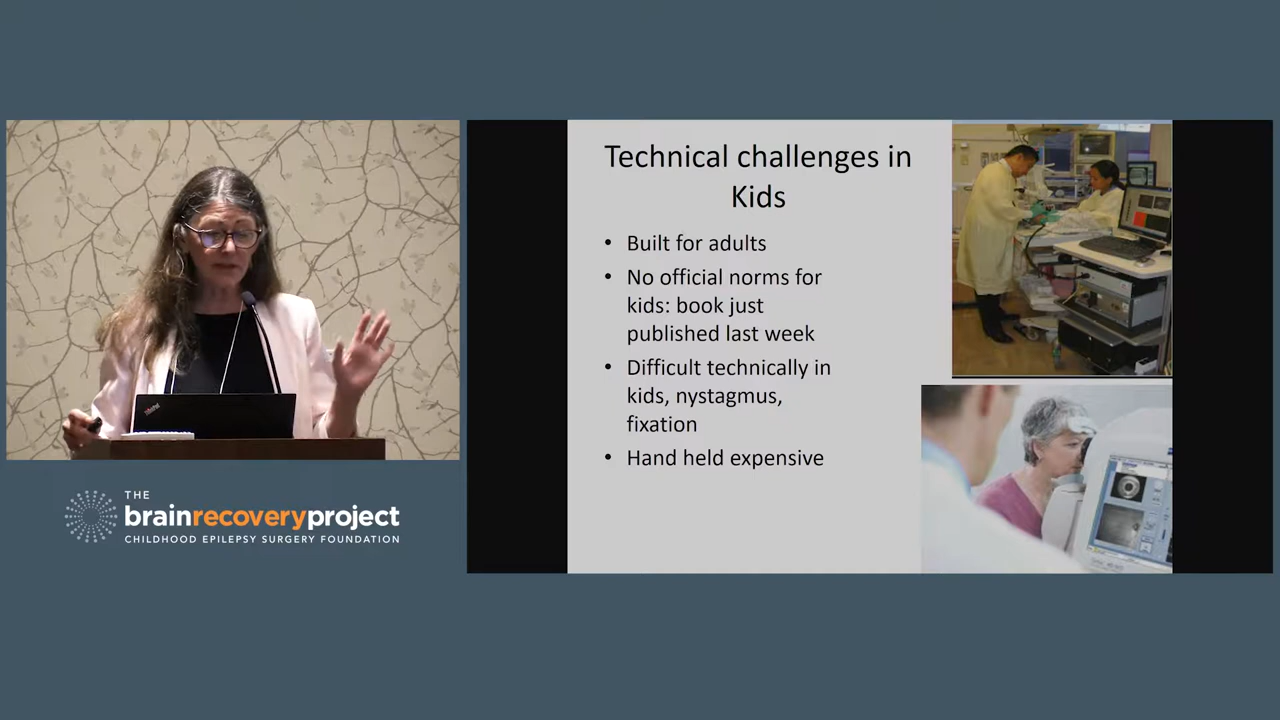 Technical challenges in
Kids
• Built for adults
• No official norms for
kids: book just
published last week
• Difficult technically in
kids, nystagmus,
fixation
• Hand held expensive
THE
brainrecoveryproject
CHILDHOOD EPILEPSY SURGERY FOUNDATION